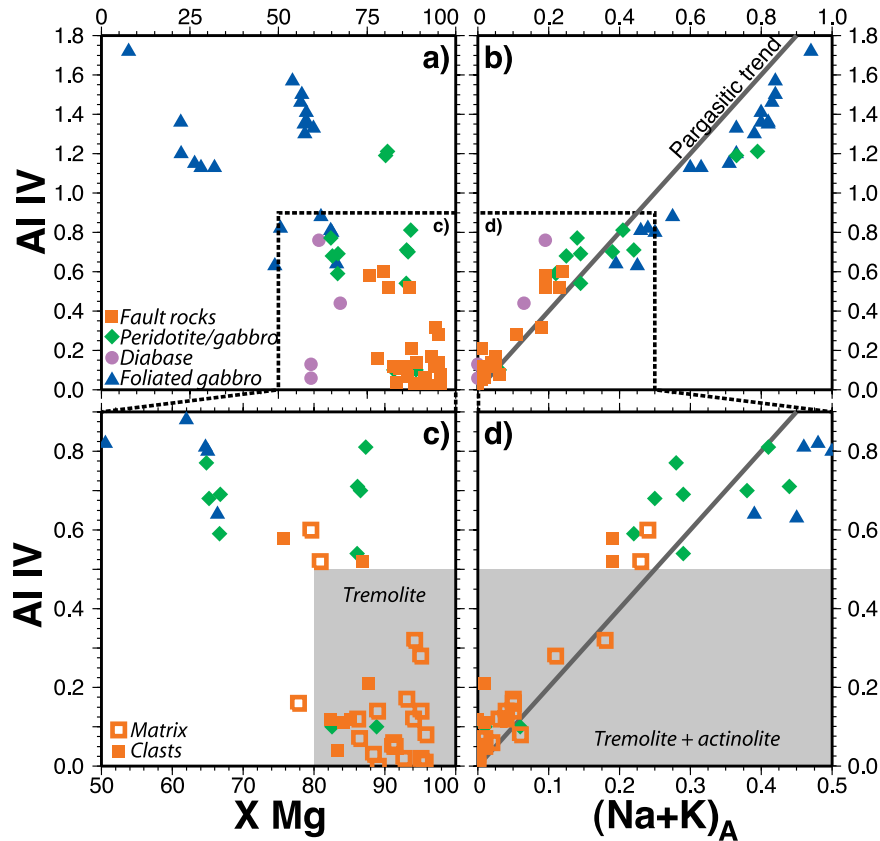 0 20 40 60 80 100
0 0.2 0.4 0.6 0.8 1.0
1.8
1.6
1.4
1.2
1.0
0.8
0.6
0.4
0.2
0.0
Al IV
a)
c)
Fault rocks
Peridotite/gabbro
Diabase
Foliated gabbro
b)
Pargasitic trend
d)
c)
Al IV
0.8
0.6
0.4
0.2
0.0
Tremolite
Matrix
Clasts
50 60 70 80 90 100
X Mg
d)
Tremolite + actinolite
0 0.1 0.2 0.3 0.4 0.5
(Na+K)A